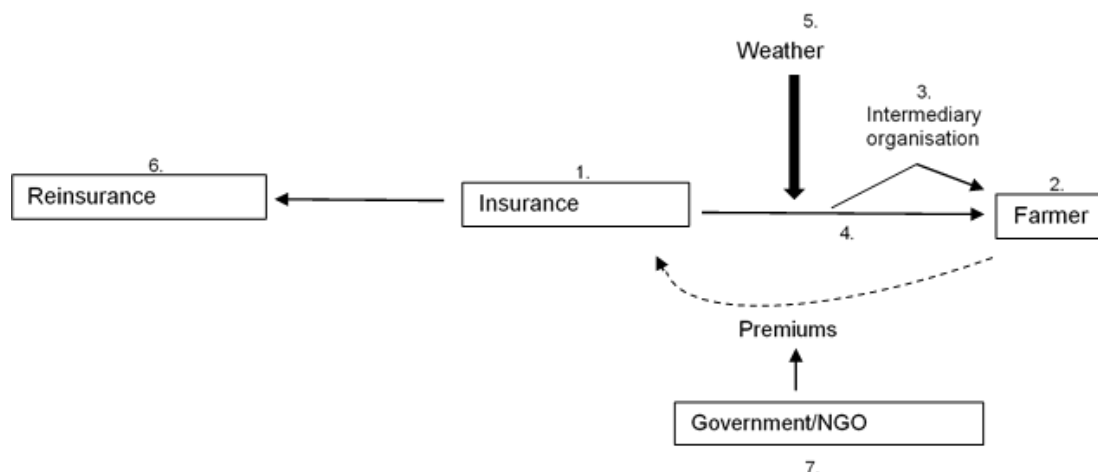 5.
Weather
3.
Intermediary
organisation
6.
Reinsurance
1.
Insurance
2.
Farmer
4.
Premiums
Government/NGO
7.